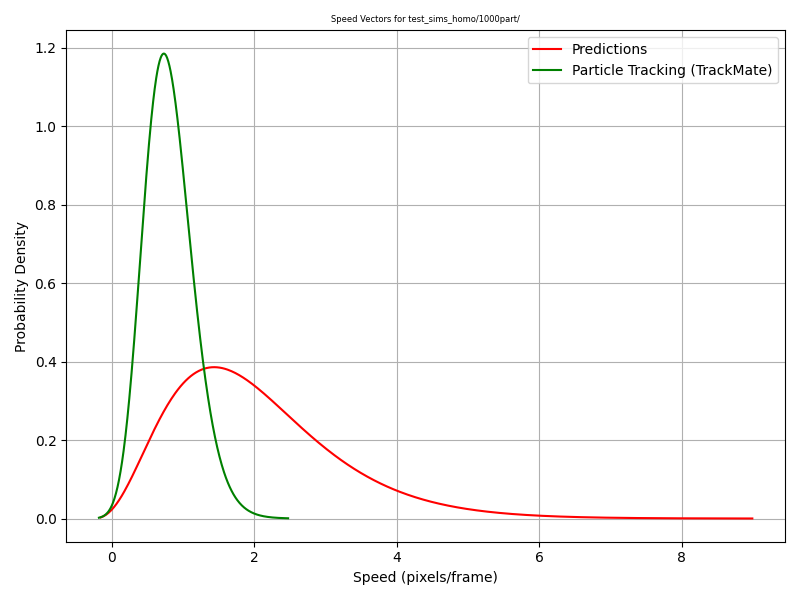 Speed Vectors for test_sims_homo/1000part/
Predictions
Particle Tracking (TrackMate)
Probability Density
1.2
1.0
0.8
0.6
0.4
0.2
0.0
0 2 4 6 8
Speed (pixels/frame)